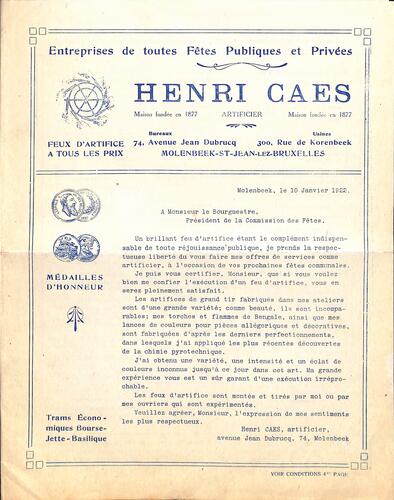 Entreprises de toutes Fêtes Publiques et Privées
HENRI CAES
Maison fondée en 1877 ARTIFICIER Maison fondée en 1877
FEUX D'ARTIFICE
A TOUS LES PRIX
Bureaux
74, Avenue Jean Dubrucq
Usines
300, Rue de Korenbeek
MOLENBEEK-ST-JEAN-LEZ-BRUXELLES
Molenbeek, le 10 Janvier 1922.
A Monsieur le Bourgmestre,
Président de la Commission des Fêtes.
Un brillant feu d'artifice étant le complément indispen-
sable de toute réjouissance publique, je prends la respec-
tueuse liberté du vous faire mes offres de services comme
artificier, à l'occasion de vos prochaines fêtes communales.
Je puis vous certifier, Monsieur, que si vous voulez
bien me confier l'exécution d'un feu d'artifice, vous en
serez pleinement satisfait.
Les artifices de grand tir fabriqués dans mes ateliers
sont d'une grande variété; comme beauté, ils sont incompa-
rables; mes torches et flammes de Bengale, ainsi que mes
lances de couleurs pour pièces allégoriques et décoratives,
sont fabriquées d'après les derniers perfectionnements,
dans lesquels j'ai appliqué les plus récentes découvertes
de la chimie pyrotechnique.
J'ai obtenu une variété, une intensité et un éclat de
couleurs inconnus jusqu'à ce jour dans cet art. Ma grande
expérience vous est un sûr garant d'une exécution irrépro-
chable.
Les feux d'artifice sont montés et tirés par moi ou par
mes ouvriers qui sont expérimentés.
Veuillez agréer, Monsieur, l'expression de mes sentiments
les plus respectueux.
Henri CAES, artificier,
avenue Jean Dubrucq, 74, Molenbeek
MÉDAILLES
D'HONNEUR
Trams Écono-
miques Bourse-
Jette-Basilique
VOIR CONDITIONS 4me PAGE